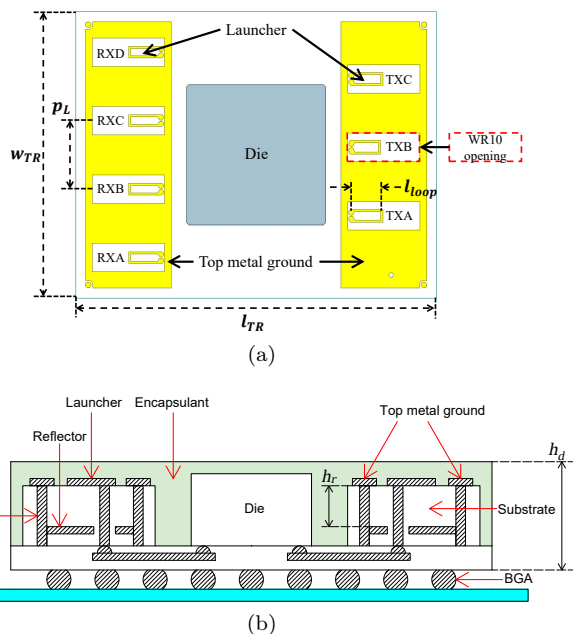 Launcher
RXD
TXC
p_L
RXC
w_TR
Die
TXB
WR10
opening
RXB
l_loop
TXA
RXA
Top metal ground
l_TR
(a)
Launcher
Encapsulant
Top metal ground
Reflector
h_r
h_d
Die
Substrate
BGA
(b)